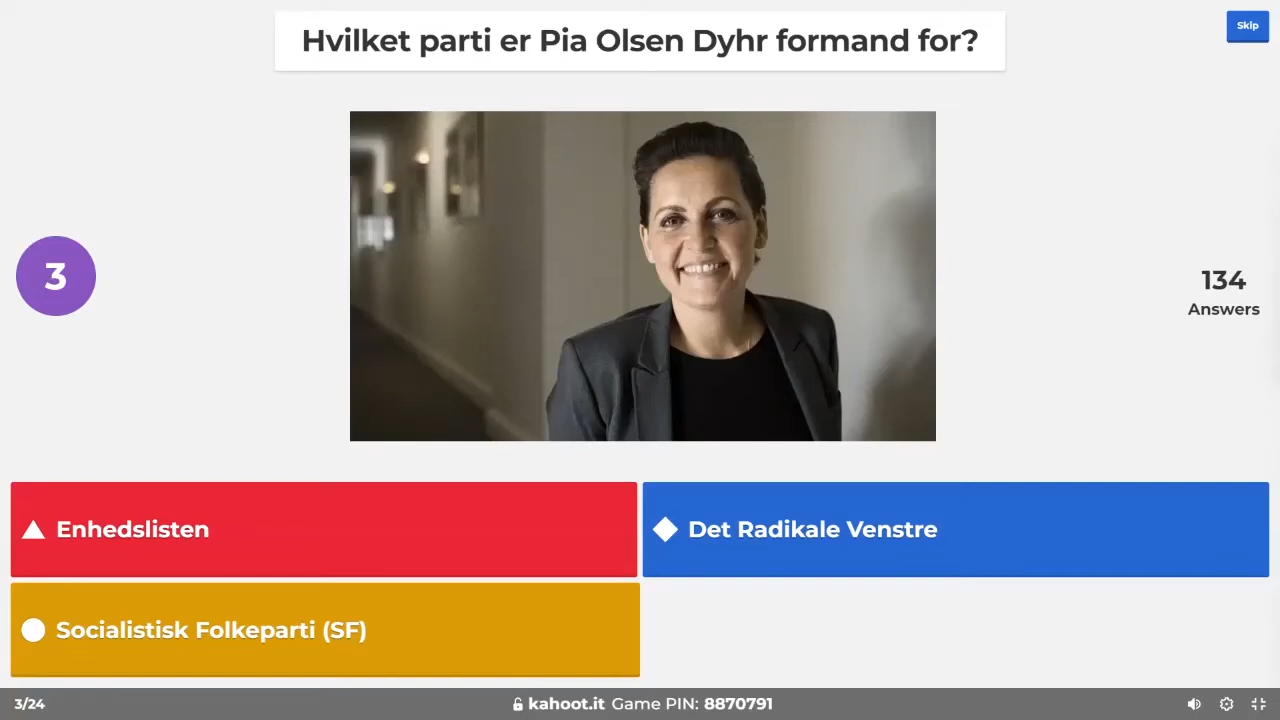 Hvilket parti er Pia Olsen Dyhr formand for?
Skip
3
134
Answers
Enhedslisten
Det Radikale Venstre
Socialistisk Folkeparti (SF)
3/24
kahoot.it Game PIN: 8870791